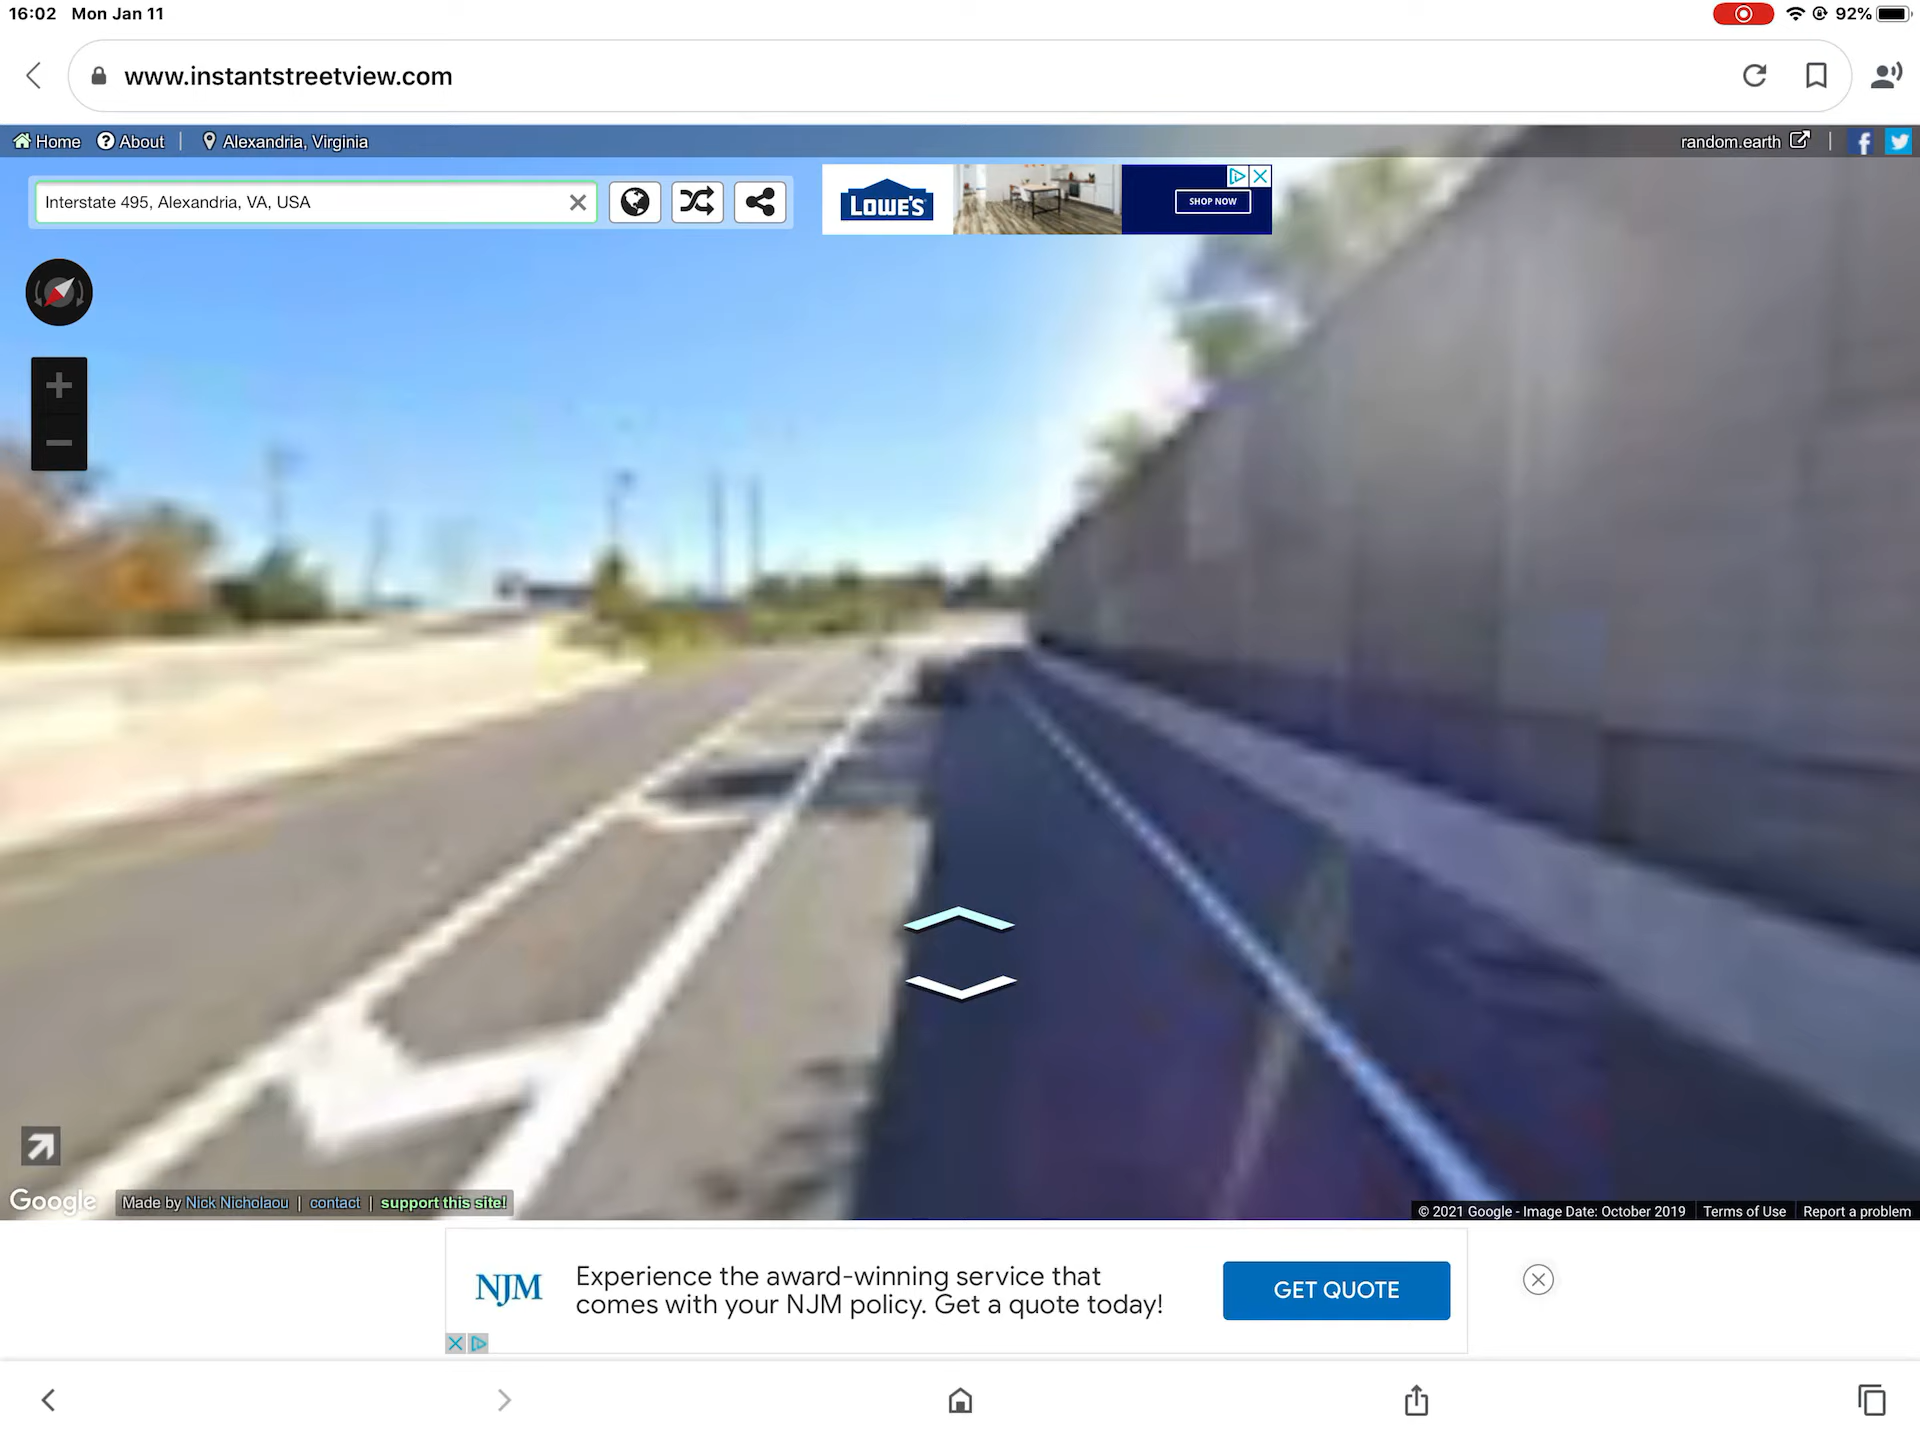 16:02 Mon Jan 11
92%
www.instantstreetview.com
Home About | Alexandria, Virginia
random.earth |
Interstate 495, Alexandria, VA, USA
LOWE'S
SHOP NOW
Google
Made by Nick Nicholaou | contact | support this site!
© 2021 Google - Image Date: October 2019 Terms of Use Report a problem
NJM
Experience the award-winning service that
comes with your NJM policy. Get a quote today!
GET QUOTE